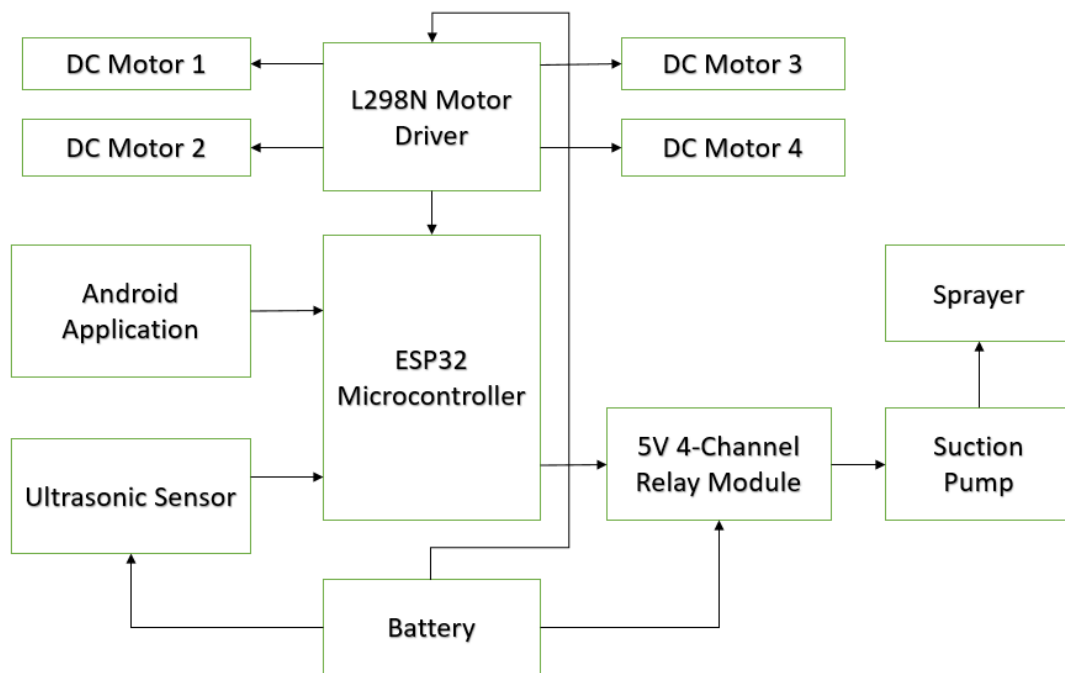 DC Motor 1
L298N Motor
Driver
DC Motor 3
DC Motor 2
DC Motor 4
Android
Application
ESP32
Microcontroller
Sprayer
Ultrasonic Sensor
5V 4-Channel
Relay Module
Suction
Pump
Battery